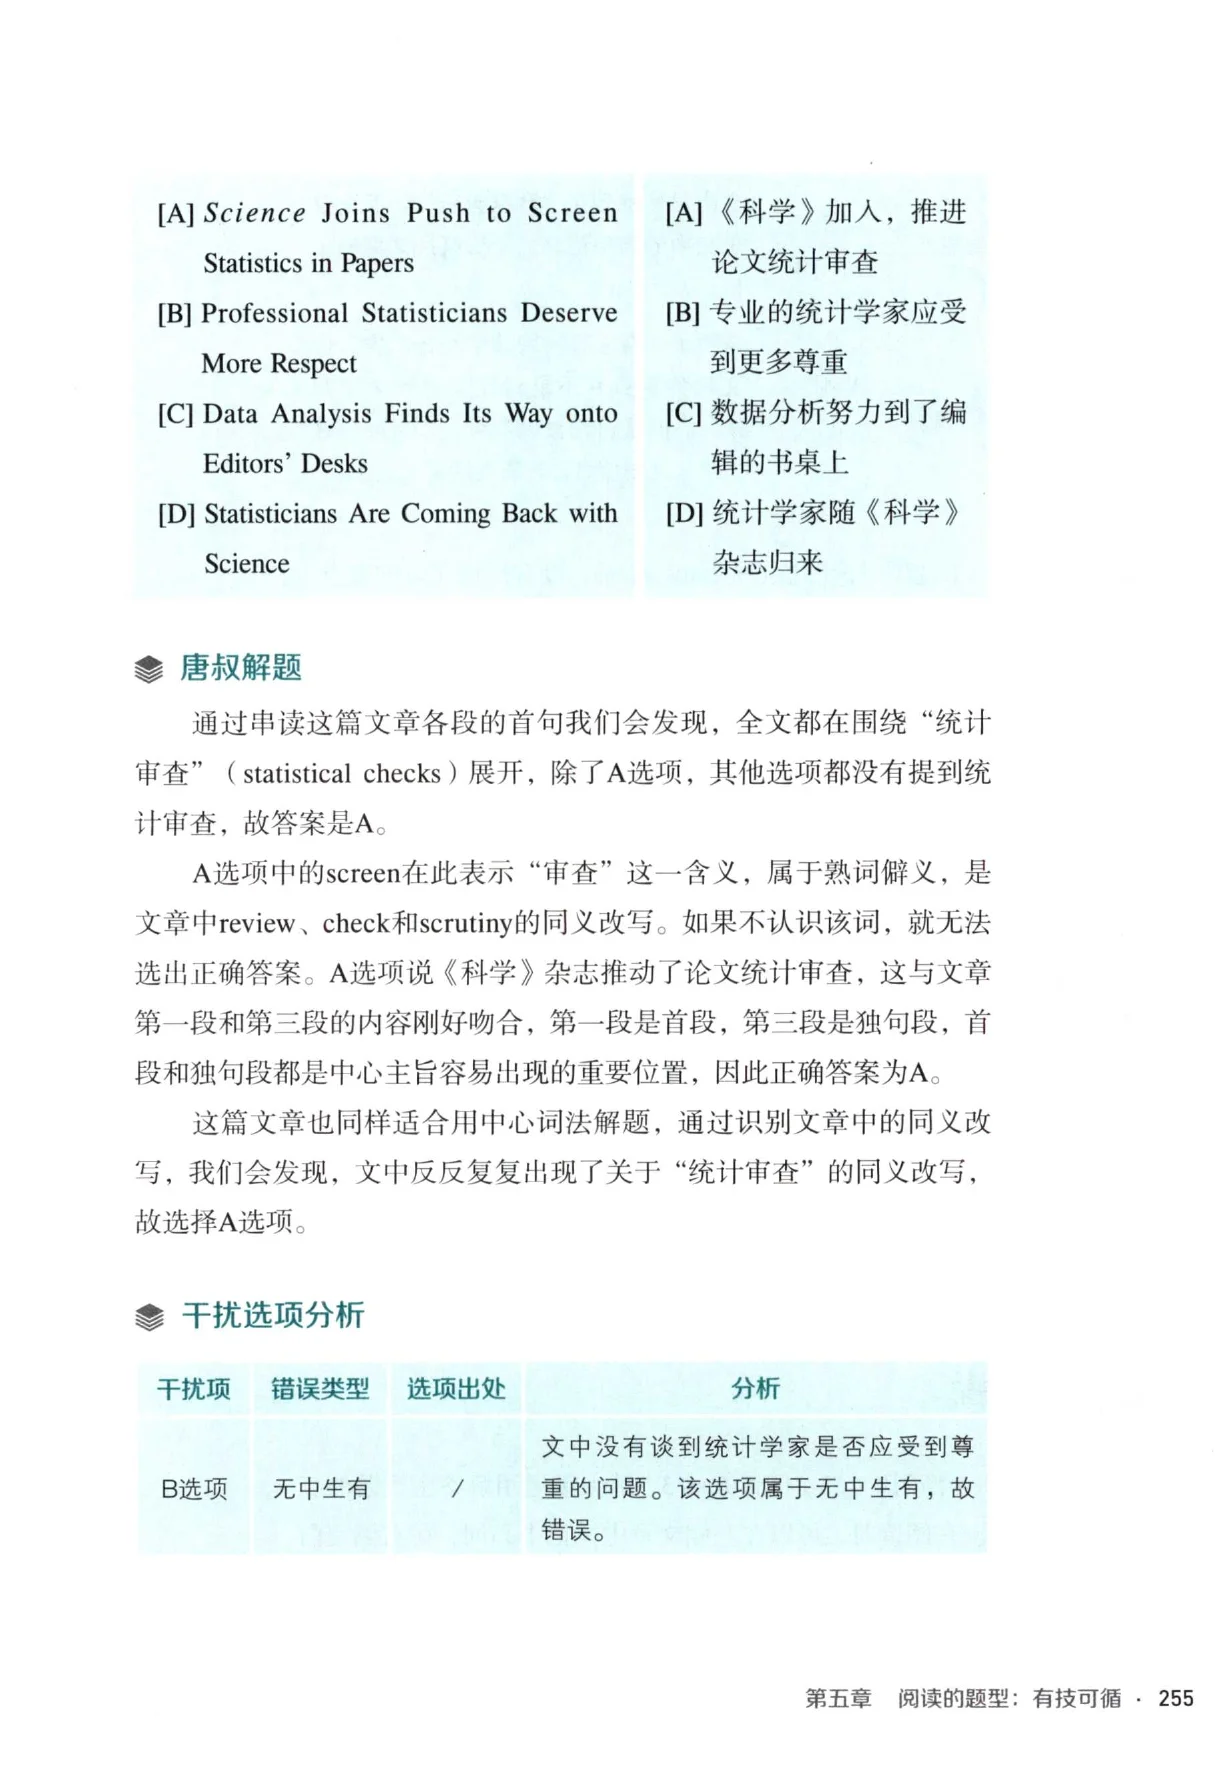 [A] Science Joins Push to Screen
Statistics in Papers
[B] Professional Statisticians Deserve
More Respect
[C] Data Analysis Finds Its Way onto
Editors’ Desks
[D] Statisticians Are Coming Back with
Science
[A]《科学》加入，推进
论文统计审查
[B] 专业的统计学家应受
到更多尊重
[C] 数据分析努力到了编
辑的书桌上
[D] 统计学家随《科学》
杂志归来
唐叔解题
通过串读这篇文章各段的首句我们会发现，全文都在围绕“统计
审查”（statistical checks）展开，除了A选项，其他选项都没有提到统
计审查，故答案是A。
A选项中的screen在此表示“审查”这一含义，属于熟词僻义，是
文章中review、check和scrutiny的同义改写。如果不认识该词，就无法
选出正确答案。A选项说《科学》杂志推动了论文统计审查，这与文章
第一段和第三段的内容刚好吻合，第一段是首段，第三段是独句段，首
段和独句段都是中心主旨容易出现的重要位置，因此正确答案为A。
这篇文章也同样适合用中心词法解题，通过识别文章中的同义改
写，我们会发现，文中反反复复出现了关于“统计审查”的同义改写，
故选择A选项。
干扰选项分析
干扰项 错误类型 选项出处 分析
文中没有谈到统计学家是否应受到尊
B选项 无中生有 / 重的问题。该选项属于无中生有，故
错误。
第五章 阅读的题型：有技可循 · 255